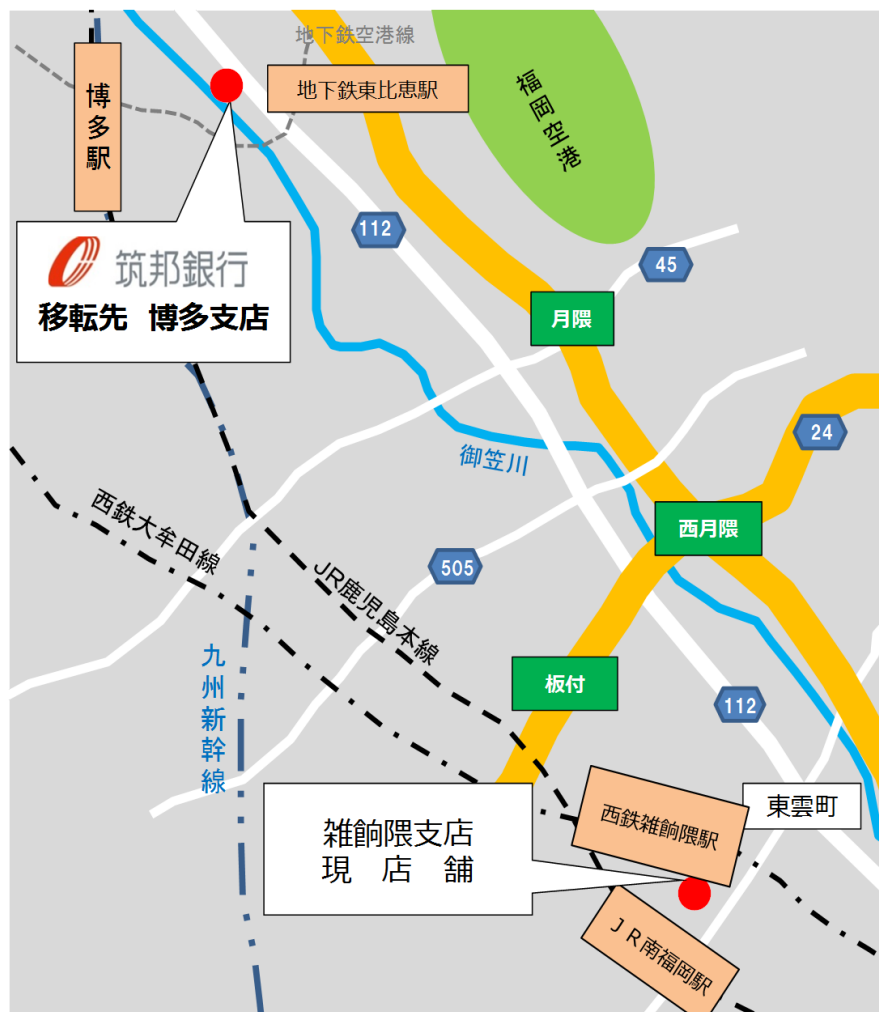 地下鉄空港線
地下鉄東比恵駅
博多駅
福岡空港
112
筑邦銀行
移転先 博多支店
45
月隈
24
御笠川
西鉄大牟田線
西月隈
505
JR鹿児島本線
九州新幹線
板付
112
東雲町
西鉄雑餉隈駅
雑餉隈支店
現 店 舗
JR南福岡駅